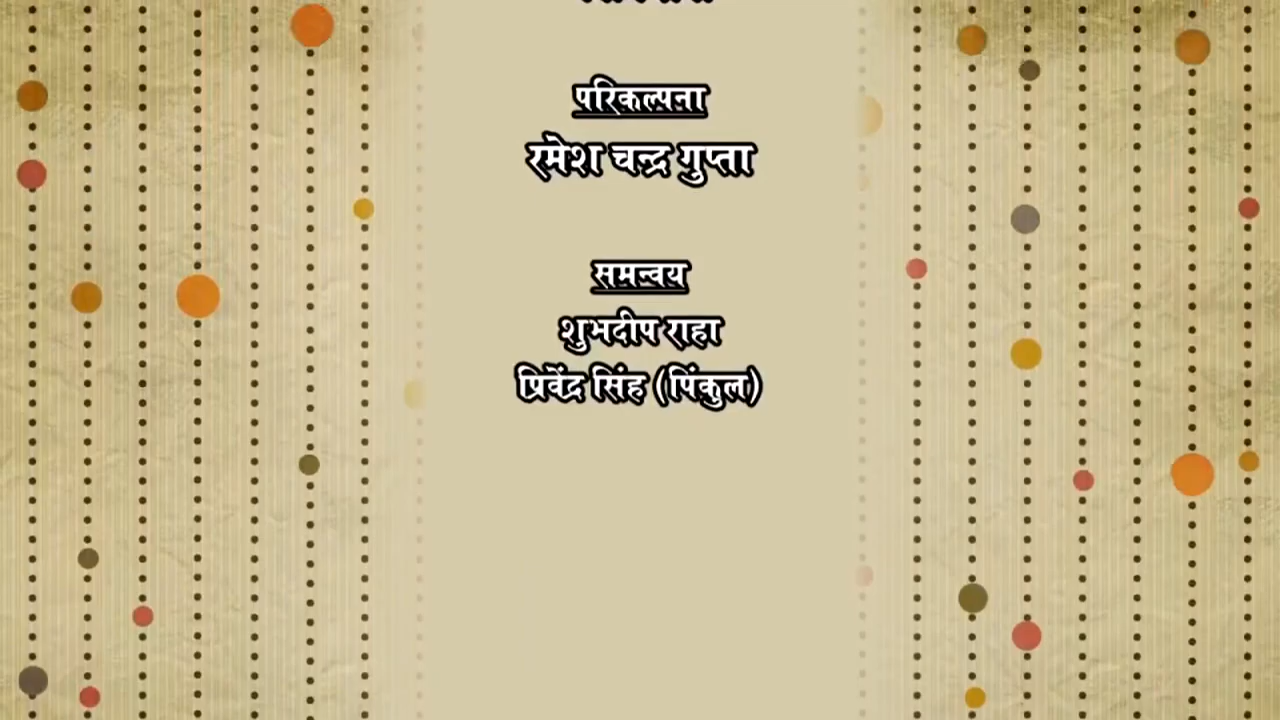 परिकल्पना
रमेश चन्द्र गुप्ता
समन्वय
शुभदीप राहा
प्रिवेंद्र सिंह (पिंकुल)